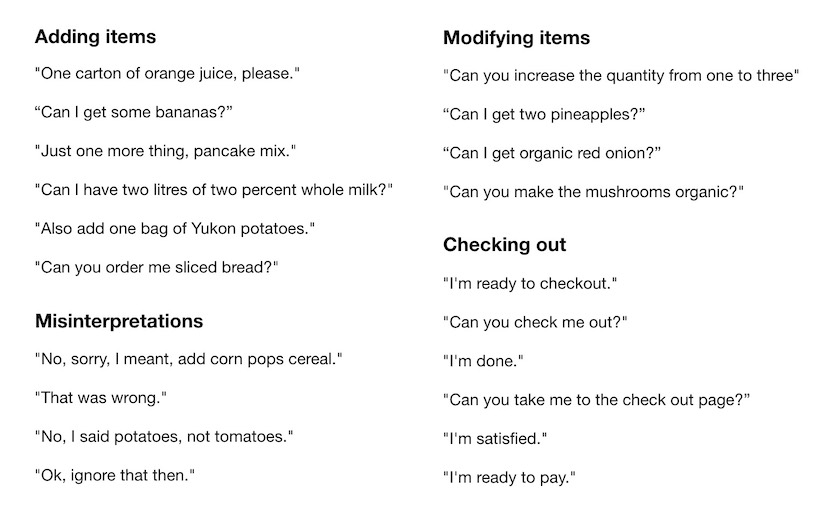 Adding items
"One carton of orange juice, please."
“Can I get some bananas?”
"Just one more thing, pancake mix."
"Can I have two litres of two percent whole milk?"
"Also add one bag of Yukon potatoes."
"Can you order me sliced bread?"
Misinterpretations
"No, sorry, I meant, add corn pops cereal."
"That was wrong."
"No, I said potatoes, not tomatoes."
"Ok, ignore that then."
Modifying items
"Can you increase the quantity from one to three"
“Can I get two pineapples?”
“Can I get organic red onion?”
"Can you make the mushrooms organic?"
Checking out
"I'm ready to checkout."
"Can you check me out?"
"I'm done."
"Can you take me to the check out page?”
"I'm satisfied."
"I'm ready to pay."